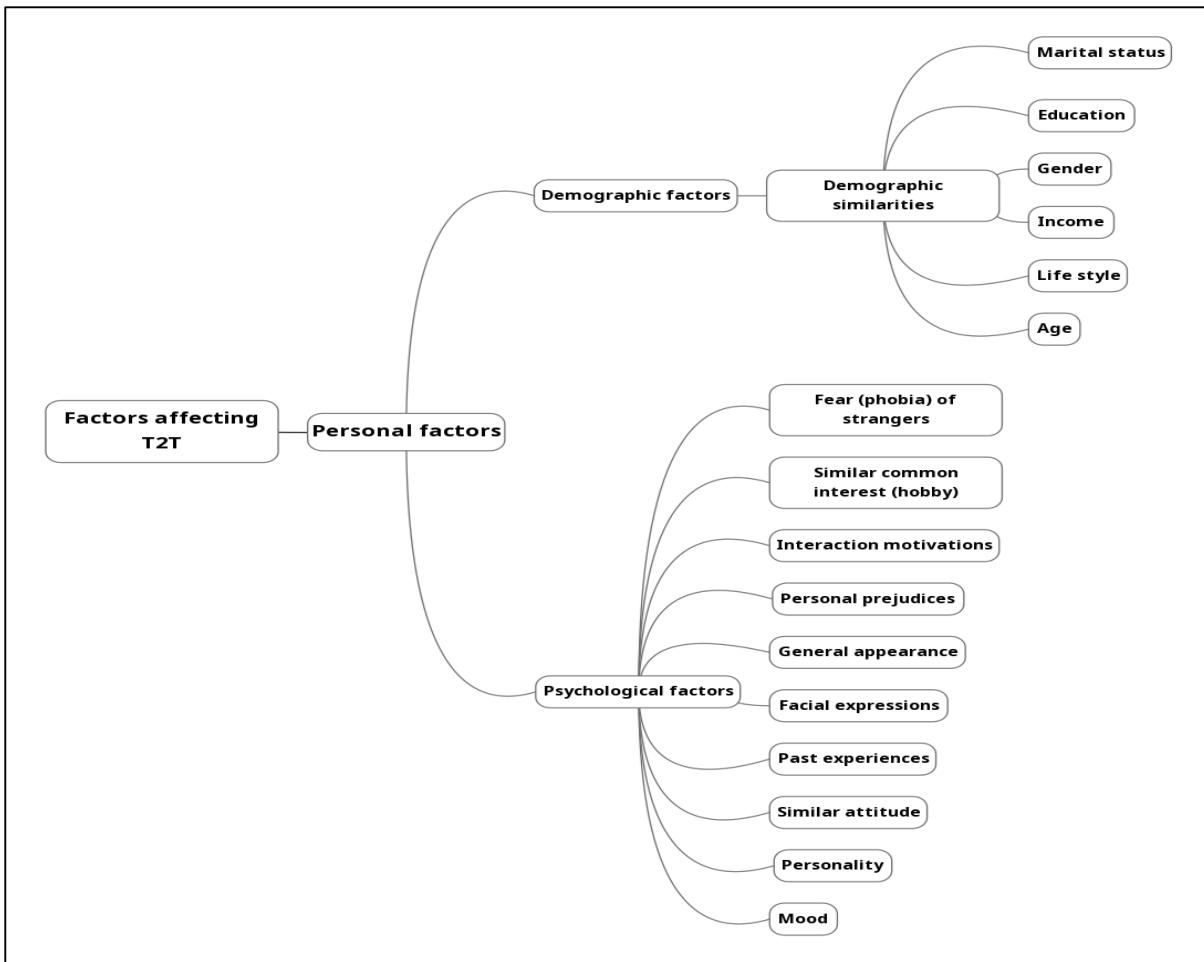 Factors affecting
T2T
Personal factors
Demographic factors
Demographic
similarities
Marital status
Education
Gender
Income
Life style
Age
Psychological factors
Fear (phobia) of
strangers
Similar common
interest (hobby)
Interaction motivations
Personal prejudices
General appearance
Facial expressions
Past experiences
Similar attitude
Personality
Mood